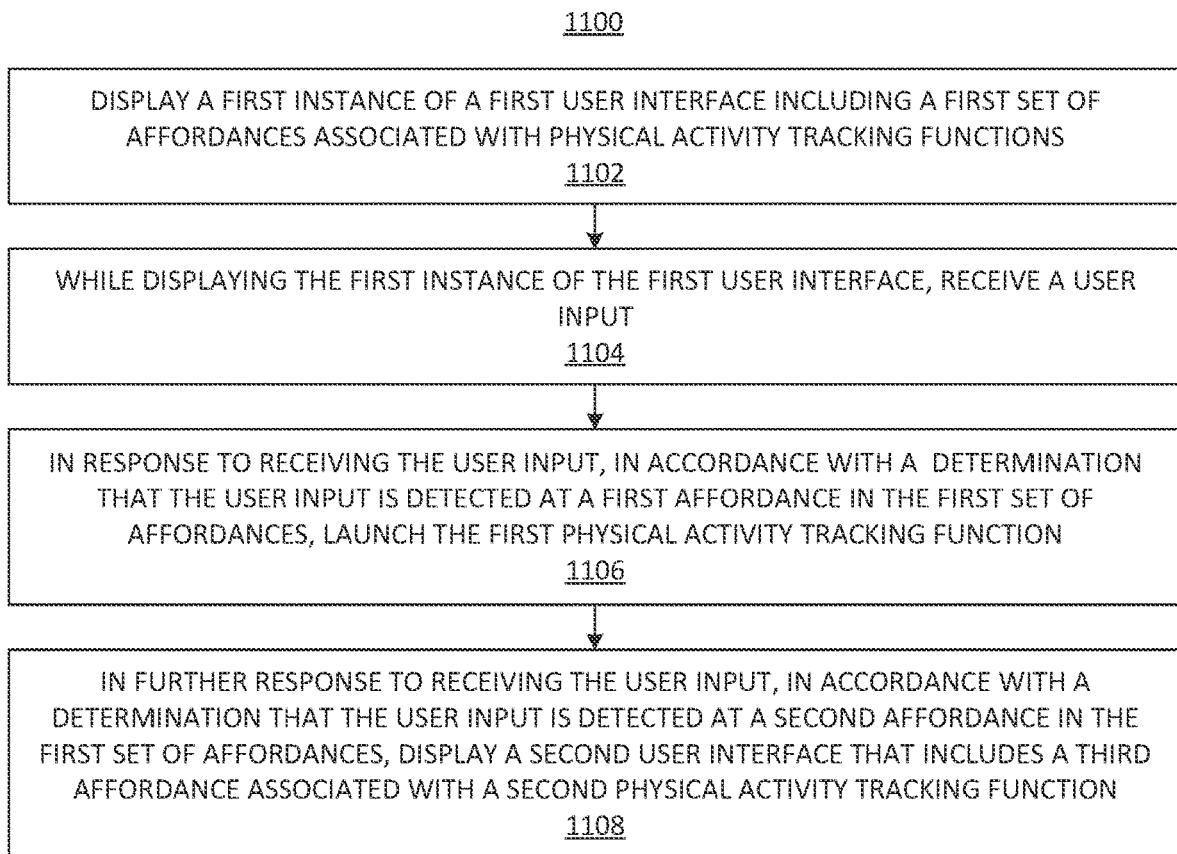 1100
DISPLAY A FIRST INSTANCE OF A FIRST USER INTERFACE INCLUDING A FIRST SET OF
AFFORDANCES ASSOCIATED WITH PHYSICAL ACTIVITY TRACKING FUNCTIONS
1102
WHILE DISPLAYING THE FIRST INSTANCE OF THE FIRST USER INTERFACE, RECEIVE A USER
INPUT
1104
IN RESPONSE TO RECEIVING THE USER INPUT, IN ACCORDANCE WITH A DETERMINATION
THAT THE USER INPUT IS DETECTED AT A FIRST AFFORDANCE IN THE FIRST SET OF
AFFORDANCES, LAUNCH THE FIRST PHYSICAL ACTIVITY TRACKING FUNCTION
1106
IN FURTHER RESPONSE TO RECEIVING THE USER INPUT, IN ACCORDANCE WITH A
DETERMINATION THAT THE USER INPUT IS DETECTED AT A SECOND AFFORDANCE IN THE
FIRST SET OF AFFORDANCES, DISPLAY A SECOND USER INTERFACE THAT INCLUDES A THIRD
AFFORDANCE ASSOCIATED WITH A SECOND PHYSICAL ACTIVITY TRACKING FUNCTION
1108